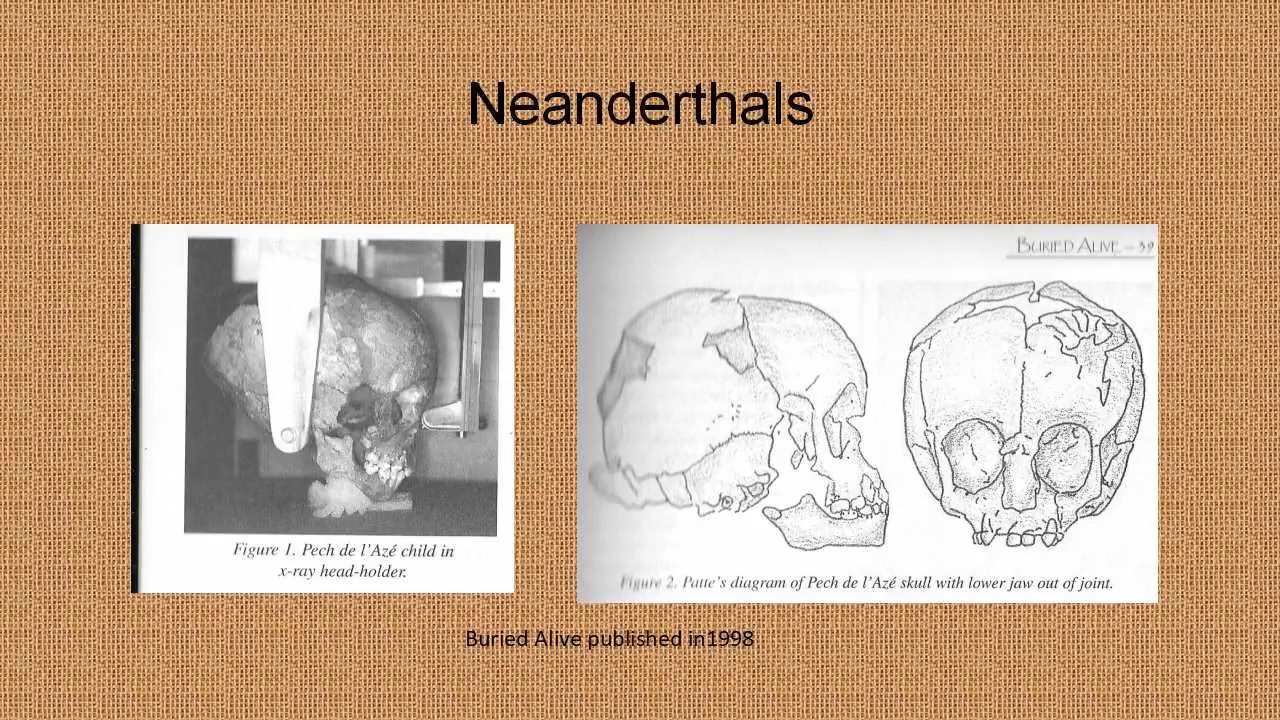 Neanderthals
BURIED ALIVE — 39
Figure 1. Pech de l'Azé child in
x-ray head-holder.
Figure 2. Patte's diagram of Pech de l'Azé skull with lower jaw out of joint.
Buried Alive published in1998